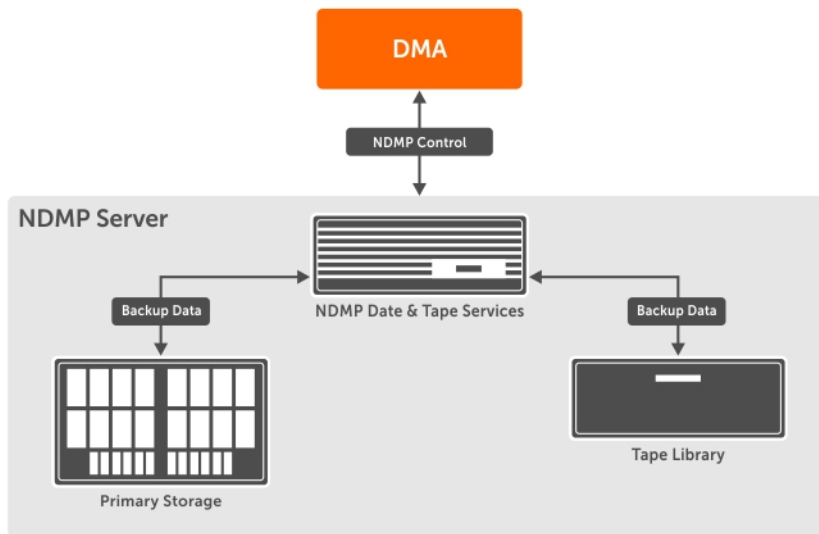 DMA
NDMP Control
NDMP Server
NDMP Date & Tape Services
Backup Data
Backup Data
Primary Storage
Tape Library